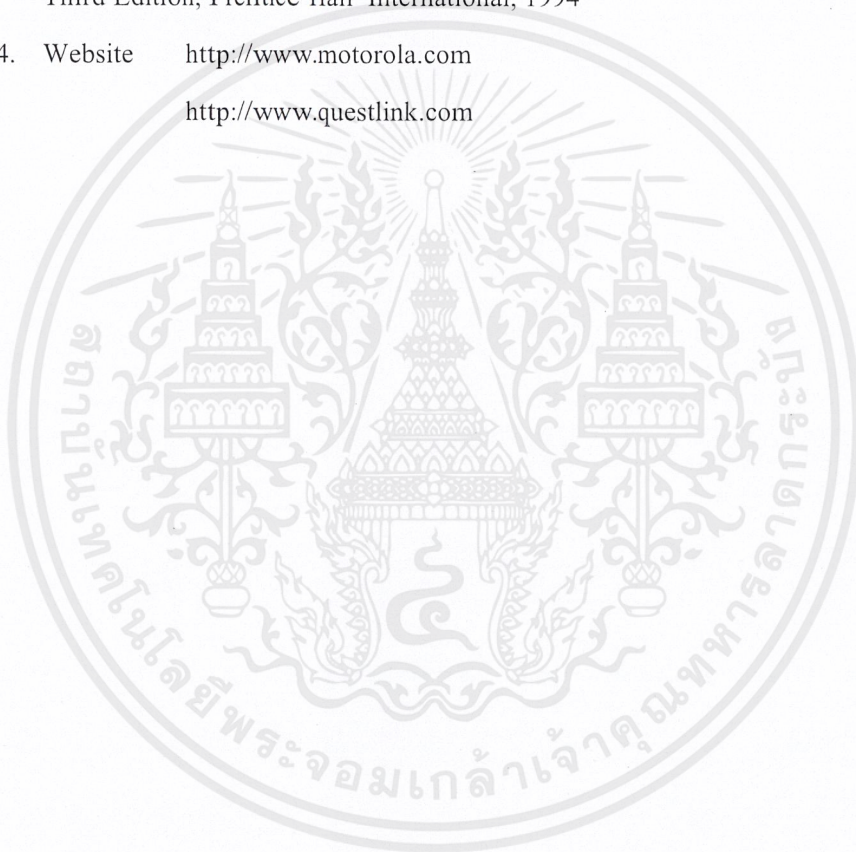 Third Edition, Prentice-Hall International, 1994
4. Website http://www.motorola.com
http://www.questlink.com
สถาบันเทคโนโลยีพระจอมเกล้าเจ้าคุณทหารลาดกระบัง
๔